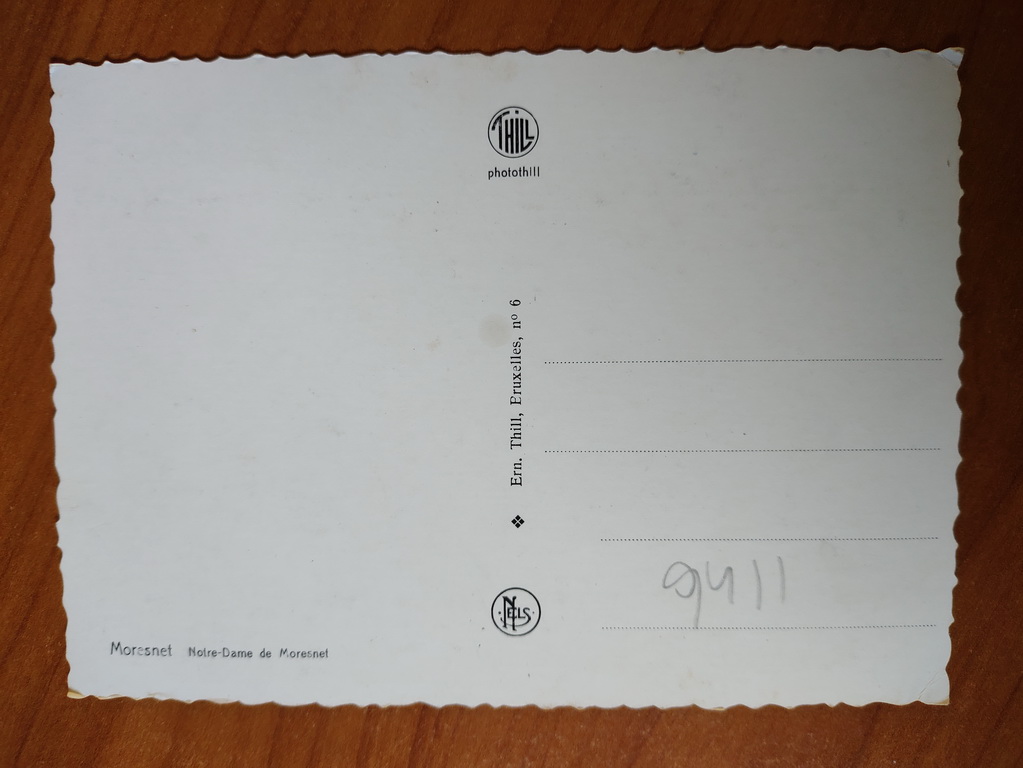 THILL
photothill
Ern. Thill, Bruxelles, nº 6
NELS
9411
Moresnet Notre-Dame de Moresnet